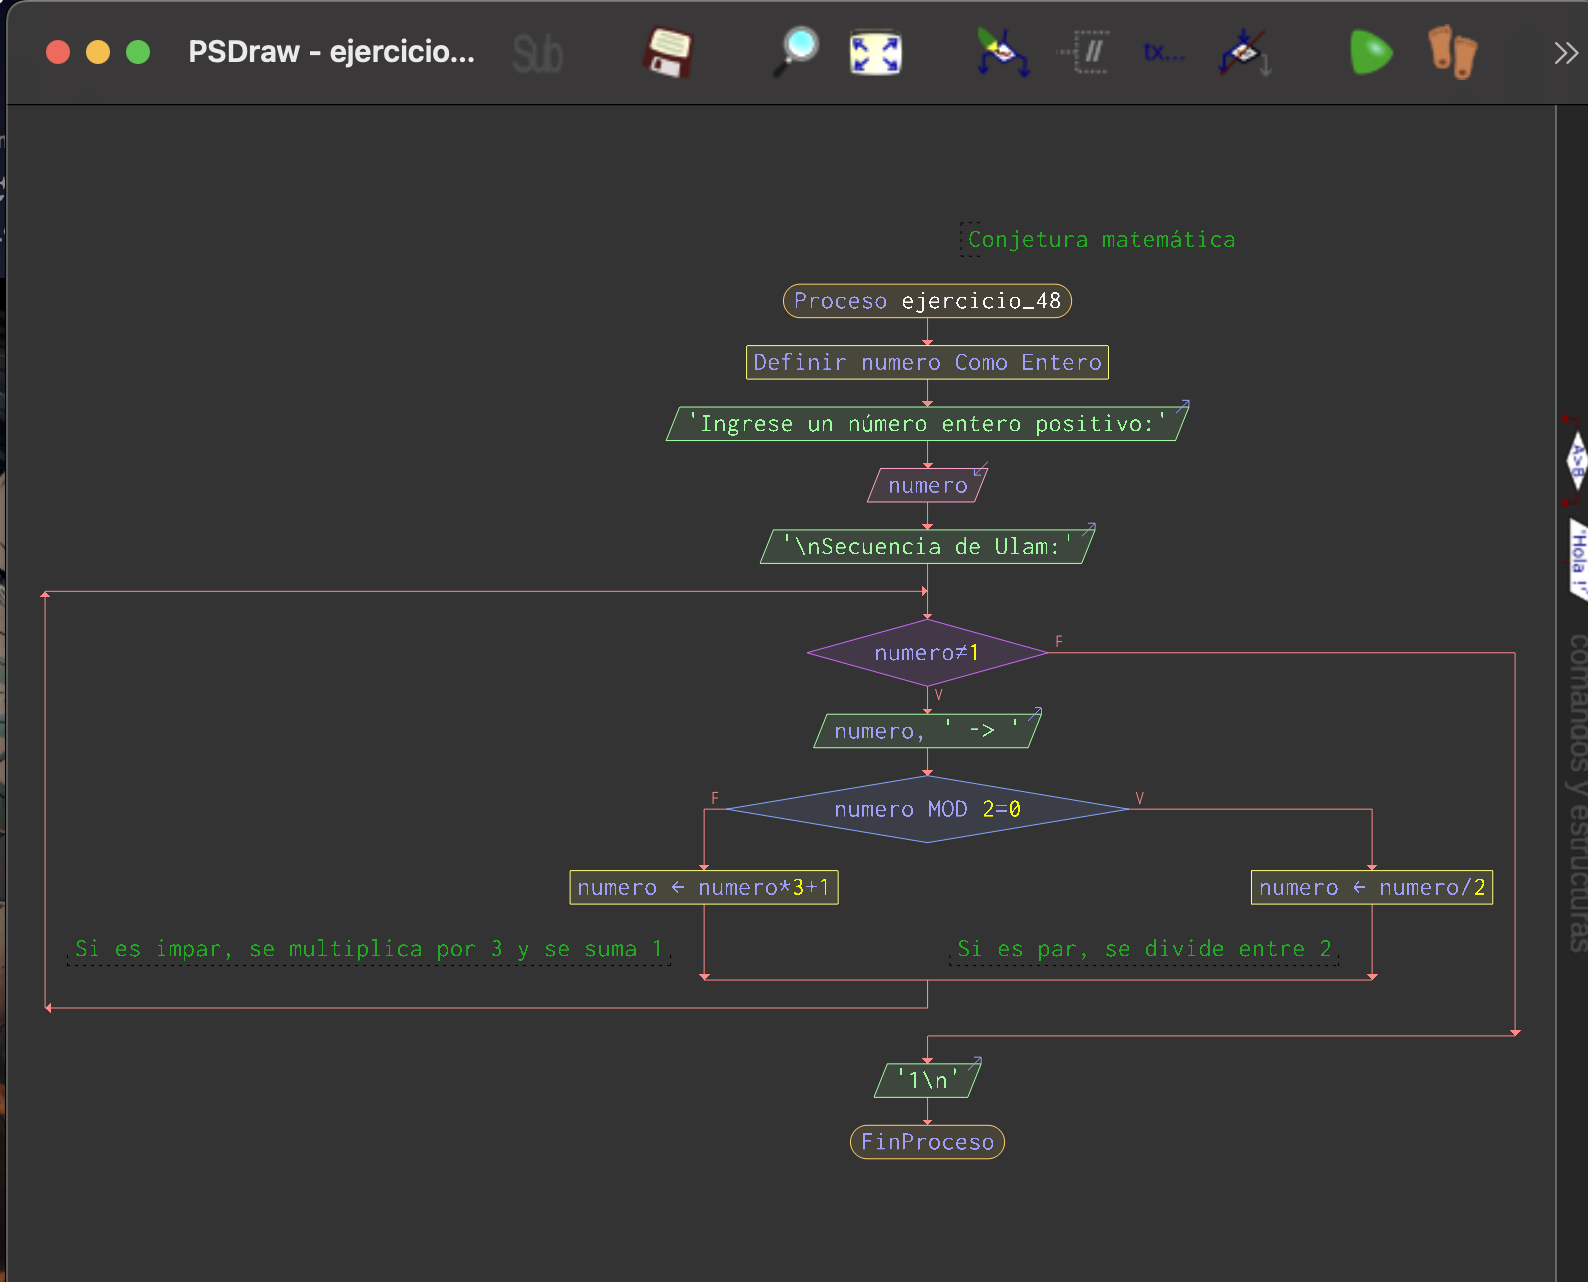 PSDraw - ejercicio...
Sub
//
tx...
Conjetura matemática
Proceso ejercicio_48
Definir numero Como Entero
'Ingrese un número entero positivo:'
numero
'\nSecuencia de Ulam:'
numero≠1
F
V
numero, ' -> '
F
numero MOD 2=0
V
numero ← numero*3+1
numero ← numero/2
Si es impar, se multiplica por 3 y se suma 1
Si es par, se divide entre 2
'1\n'
FinProceso
A>B
"Hola !"
comandos y estructuras